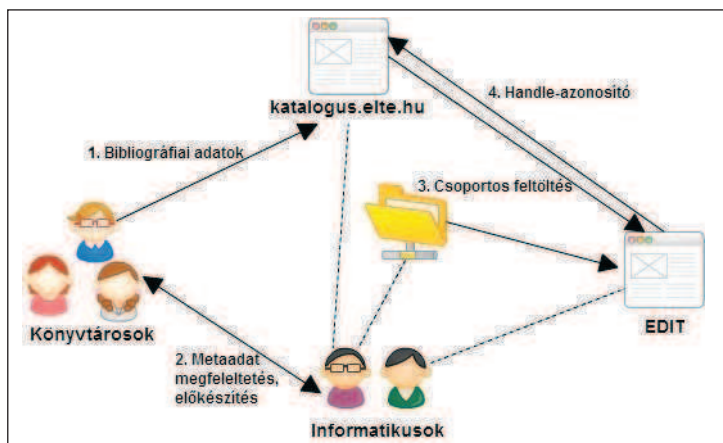 katalogus.elte.hu
4. Handle-azonosító
1. Bibliográfiai adatok
3. Csoportos feltöltés
Könyvtárosok
EDIT
2. Metaadat
megfeleltetés,
előkészítés
Informatikusok